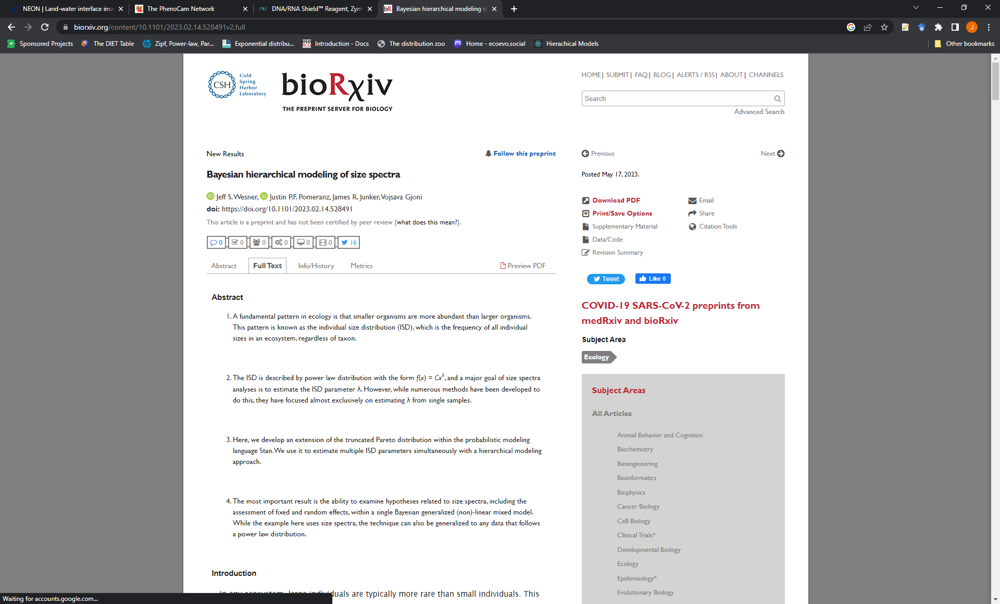 NEON | Land-water interface ima
The PhenoCam Network
DNA/RNA Shield™ Reagent, Zym
bR Bayesian hierarchical modeling o
biorxiv.org/content/10.1101/2023.02.14.528491v2.full
J
SP Sponsored Projects
The DIET Table
Zipf, Power-law, Par...
Exponential distribu...
Introduction - Docs
The distribution zoo
Home - ecoevo.social
Hierachical Models
Other bookmarks
CSH
Cold
Spring
Harbor
Laboratory
bioRxiv
THE PREPRINT SERVER FOR BIOLOGY
HOME | SUBMIT | FAQ | BLOG | ALERTS / RSS | ABOUT | CHANNELS
Search
Advanced Search
New Results
Follow this preprint
Previous
Next
Bayesian hierarchical modeling of size spectra
Posted May 17, 2023.
iD Jeff S. Wesner, iD Justin P.F. Pomeranz, James R. Junker, Vojsava Gjoni
doi: https://doi.org/10.1101/2023.02.14.528491
This article is a preprint and has not been certified by peer review [what does this mean?].
0 0 0 0 0 0 16
Download PDF
Print/Save Options
Supplementary Material
Data/Code
Revision Summary
Email
Share
Citation Tools
Abstract
Full Text
Info/History
Metrics
Preview PDF
Tweet
Like 0
Abstract
1. A fundamental pattern in ecology is that smaller organisms are more abundant than larger organisms.
This pattern is known as the individual size distribution (ISD), which is the frequency of all individual
sizes in an ecosystem, regardless of taxon.
2. The ISD is described by power law distribution with the form f(x) = Cx^λ, and a major goal of size spectra
analyses is to estimate the ISD parameter λ. However, while numerous methods have been developed to
do this, they have focused almost exclusively on estimating λ from single samples.
3. Here, we develop an extension of the truncated Pareto distribution within the probabilistic modeling
language Stan. We use it to estimate multiple ISD parameters simultaneously with a hierarchical modeling
approach.
4. The most important result is the ability to examine hypotheses related to size spectra, including the
assessment of fixed and random effects, within a single Bayesian generalized (non)-linear mixed model.
While the example here uses size spectra, the technique can also be generalized to any data that follows
a power law distribution.
Introduction
In any ecosystem, large individuals are typically more rare than small individuals. This
COVID-19 SARS-CoV-2 preprints from
medRxiv and bioRxiv
Subject Area
Ecology
Subject Areas
All Articles
Animal Behavior and Cognition
Biochemistry
Bioengineering
Bioinformatics
Biophysics
Cancer Biology
Cell Biology
Clinical Trials*
Developmental Biology
Ecology
Epidemiology*
Evolutionary Biology
Waiting for accounts.google.com...